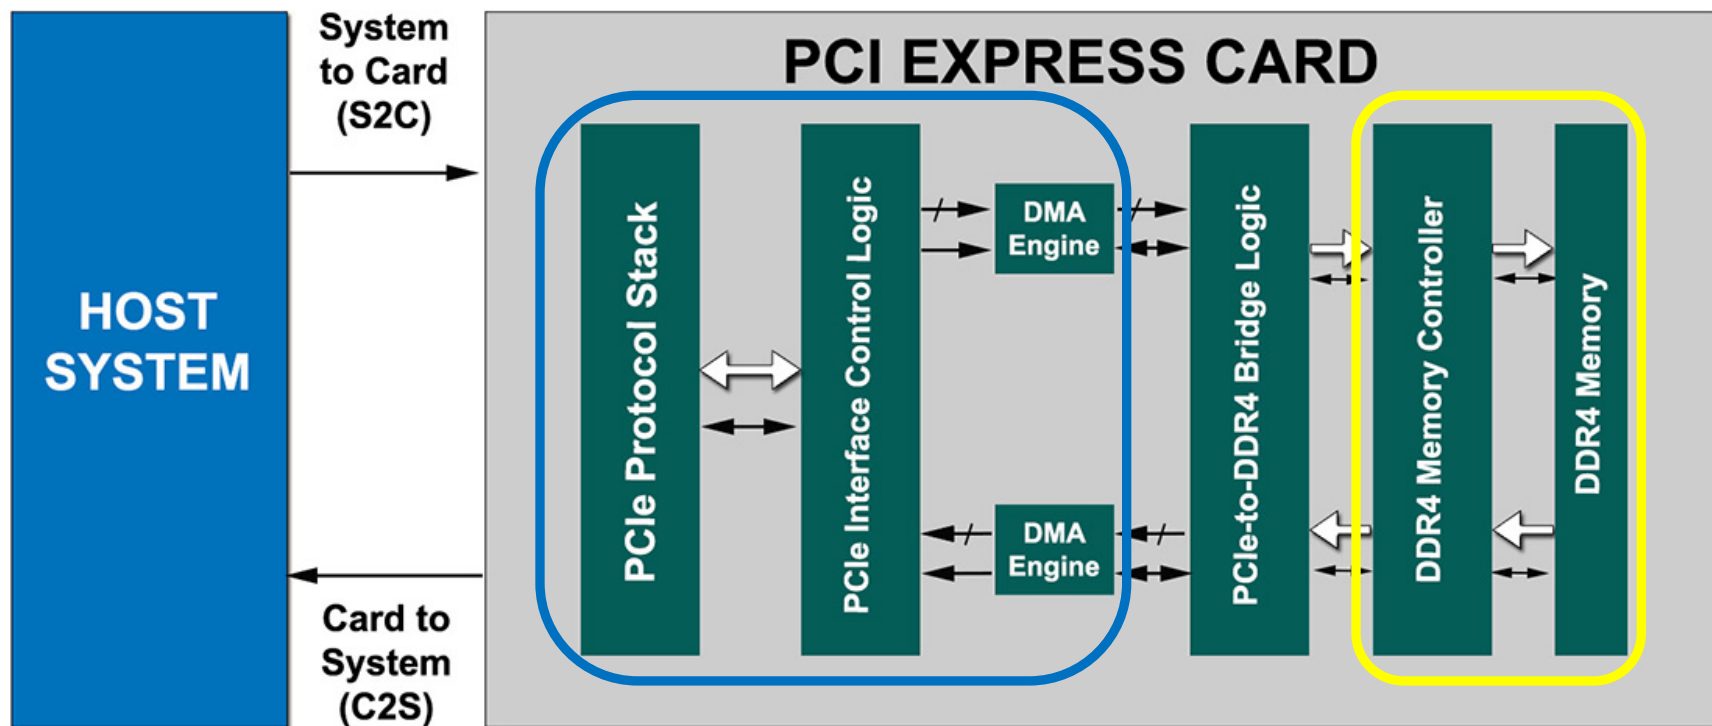 HOST
SYSTEM
System
to Card
(S2C)
Card to
System
(C2S)
PCI EXPRESS CARD
PCIe Protocol Stack
PCIe Interface Control Logic
DMA
Engine
DMA
Engine
PCIe-to-DDR4 Bridge Logic
DDR4 Memory Controller
DDR4 Memory